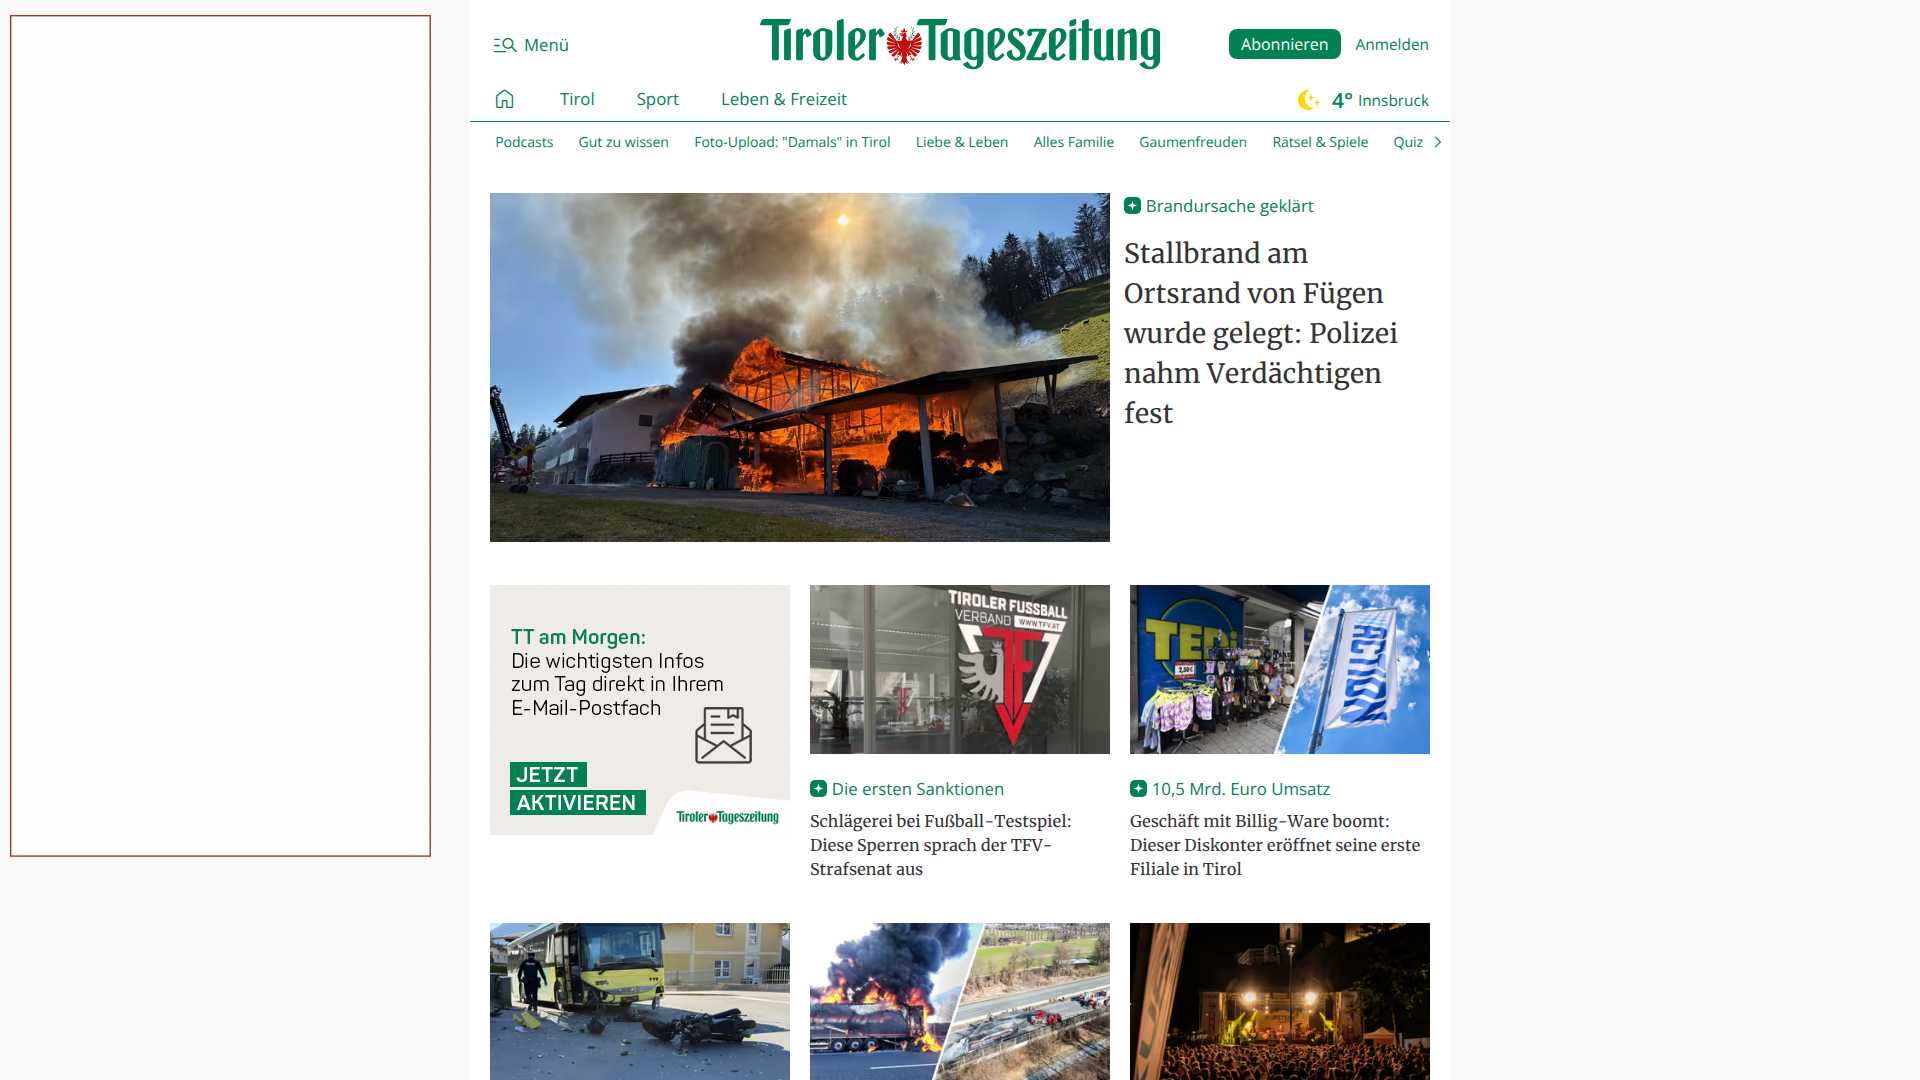 Menü
Tiroler Tageszeitung
Abonnieren
Anmelden
Tirol
Sport
Leben & Freizeit
4° Innsbruck
Podcasts
Gut zu wissen
Foto-Upload: "Damals" in Tirol
Liebe & Leben
Alles Familie
Gaumenfreuden
Rätsel & Spiele
Quiz
Brandursache geklärt
Stallbrand am
Ortsrand von Fügen
wurde gelegt: Polizei
nahm Verdächtigen
fest
TT am Morgen:
Die wichtigsten Infos
zum Tag direkt in Ihrem
E-Mail-Postfach
JETZT
AKTIVIEREN
Tiroler Tageszeitung
TIROLER FUSSBALL
VERBAND WWW.TFV.AT
TFV
Die ersten Sanktionen
Schlägerei bei Fußball-Testspiel:
Diese Sperren sprach der TFV-
Strafsenat aus
TEDi
2,50€
ACTION
10,5 Mrd. Euro Umsatz
Geschäft mit Billig-Ware boomt:
Dieser Diskonter eröffnet seine erste
Filiale in Tirol